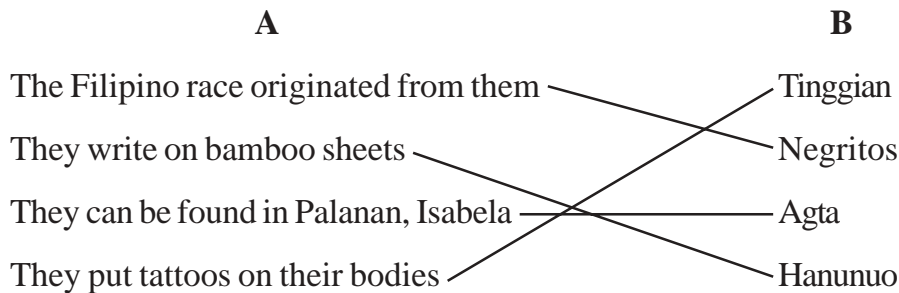 A B
The Filipino race originated from them Tinggian
They write on bamboo sheets Negritos
They can be found in Palanan, Isabela Agta
They put tattoos on their bodies Hanunuo